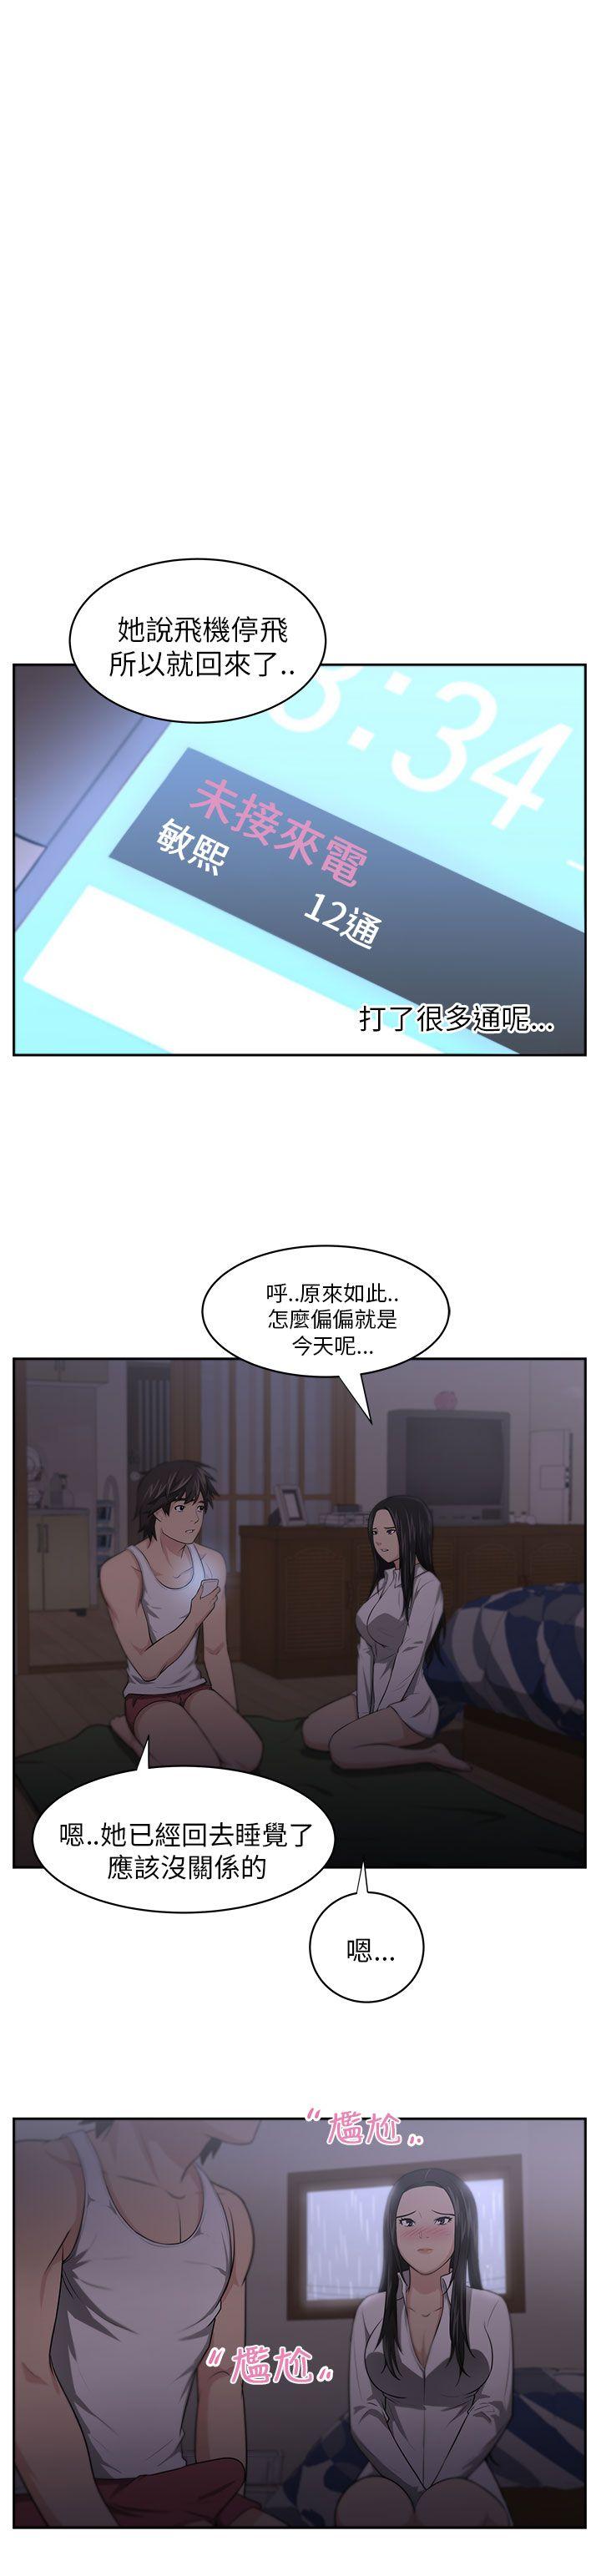 她說飛機停飛
所以就回來了..
3:34
未接來電
敏熙
12通
打了很多通呢...
呼..原來如此..
怎麼偏偏就是
今天呢...
嗯..她已經回去睡覺了
應該沒關係的
嗯...
"尷尬"
"尷尬"